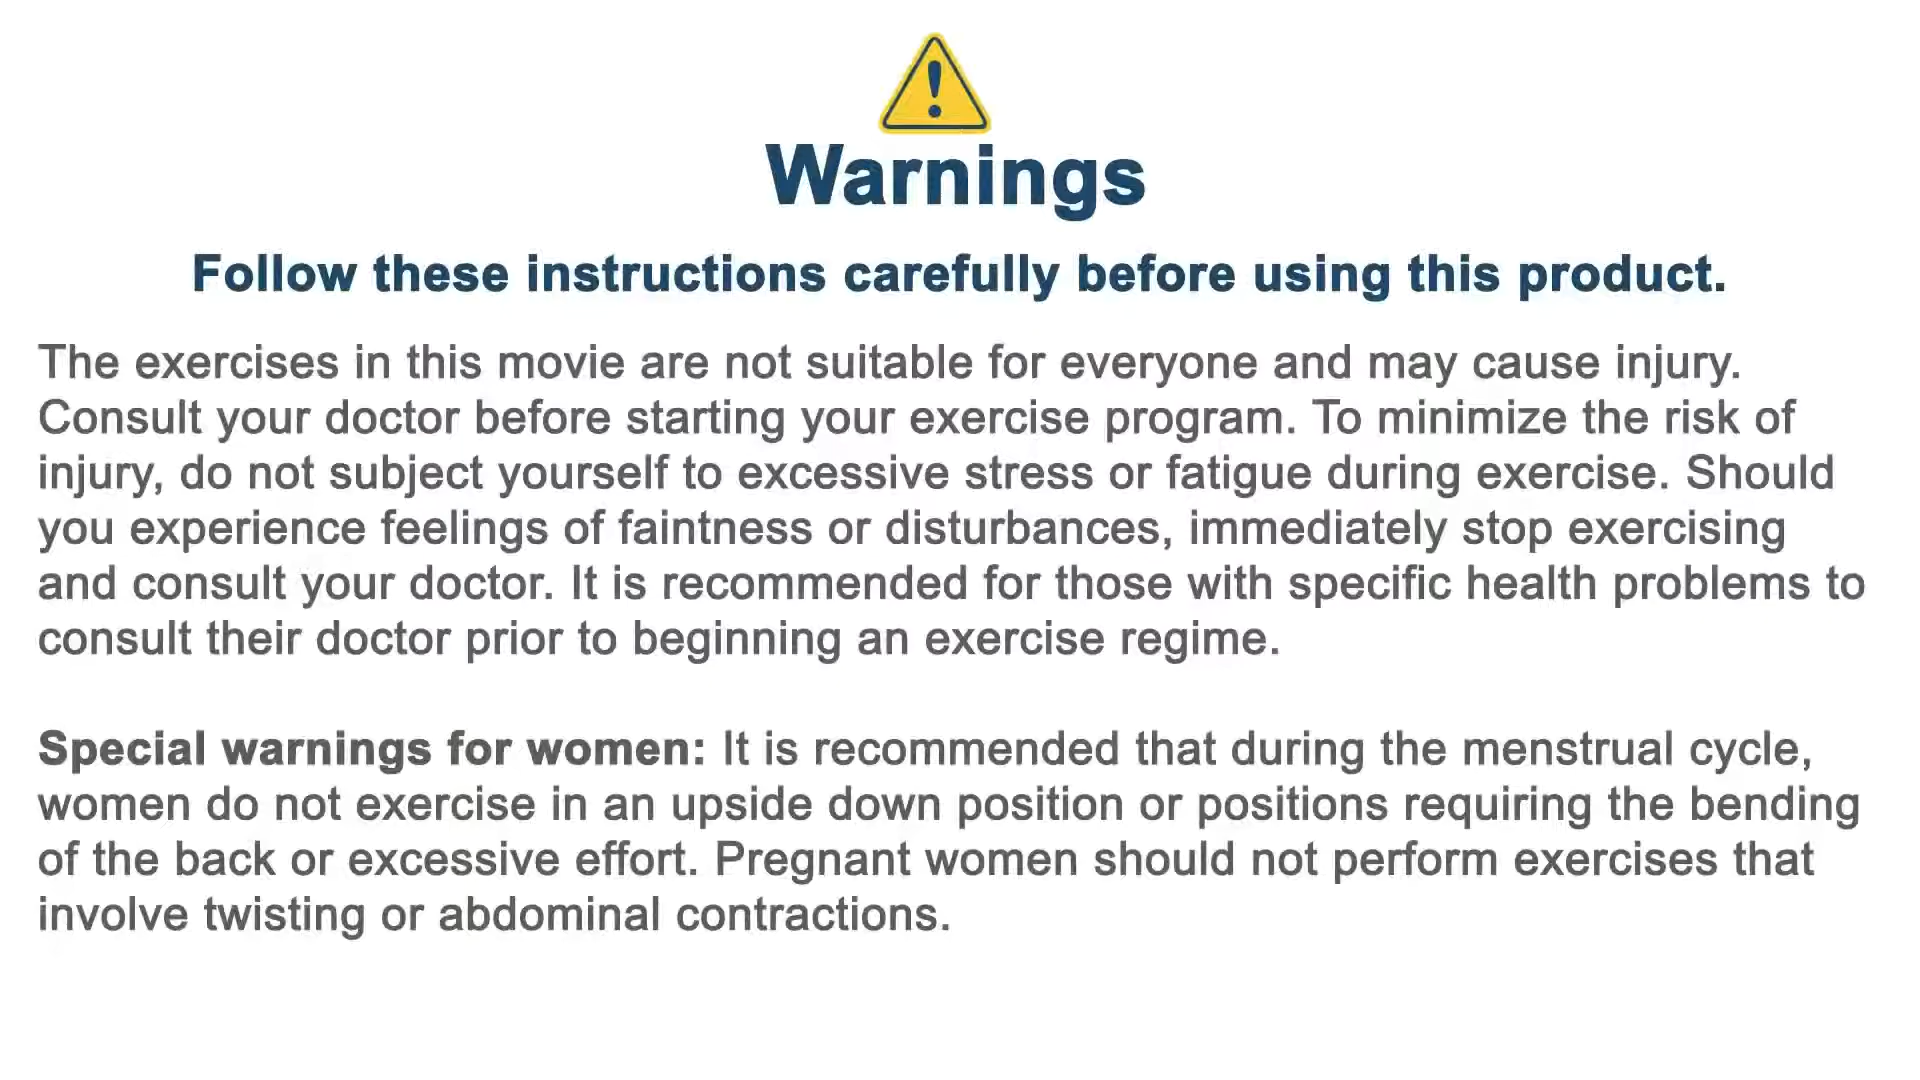 Warnings
Follow these instructions carefully before using this product.
The exercises in this movie are not suitable for everyone and may cause injury.
Consult your doctor before starting your exercise program. To minimize the risk of
injury, do not subject yourself to excessive stress or fatigue during exercise. Should
you experience feelings of faintness or disturbances, immediately stop exercising
and consult your doctor. It is recommended for those with specific health problems to
consult their doctor prior to beginning an exercise regime.
Special warnings for women: It is recommended that during the menstrual cycle,
women do not exercise in an upside down position or positions requiring the bending
of the back or excessive effort. Pregnant women should not perform exercises that
involve twisting or abdominal contractions.